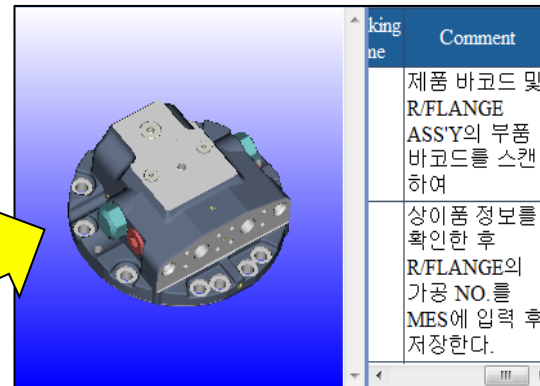 king
ne
Comment
제품 바코드 및
R/FLANGE
ASS'Y의 부품
바코드를 스캔
하여
상이품 정보를
확인한 후
R/FLANGE의
가공 NO.를
MES에 입력 후
저장한다.